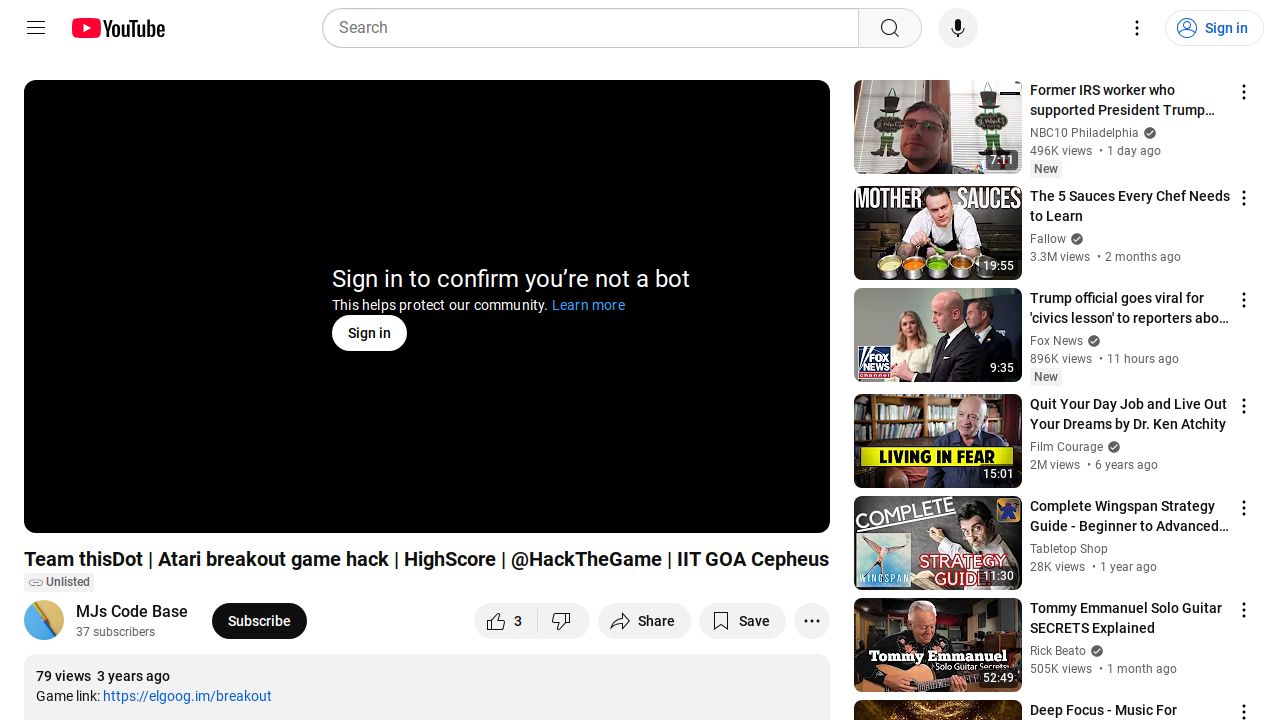 YouTube
Search
Sign in
Sign in to confirm you're not a bot
This helps protect our community. Learn more
Sign in
Team thisDot | Atari breakout game hack | HighScore | @HackTheGame | IIT GOA Cepheus
Unlisted
MJs Code Base
37 subscribers
Subscribe
3
Share
Save
79 views 3 years ago
Game link: https://elgoog.im/breakout
7:11
Former IRS worker who
supported President Trump…
NBC10 Philadelphia
496K views • 1 day ago
New
MOTHER SAUCES
19:55
The 5 Sauces Every Chef Needs
to Learn
Fallow
3.3M views • 2 months ago
FOX
NEWS
channel
9:35
Trump official goes viral for
'civics lesson' to reporters abo…
Fox News
896K views • 11 hours ago
New
LIVING IN FEAR
15:01
Quit Your Day Job and Live Out
Your Dreams by Dr. Ken Atchity
Film Courage
2M views • 6 years ago
COMPLETE
WINGSPAN
STRATEGY
GUIDE
11:30
Complete Wingspan Strategy
Guide - Beginner to Advanced…
Tabletop Shop
28K views • 1 year ago
Tommy Emmanuel
Solo Guitar Secrets
52:49
Tommy Emmanuel Solo Guitar
SECRETS Explained
Rick Beato
505K views • 1 month ago
Deep Focus - Music For